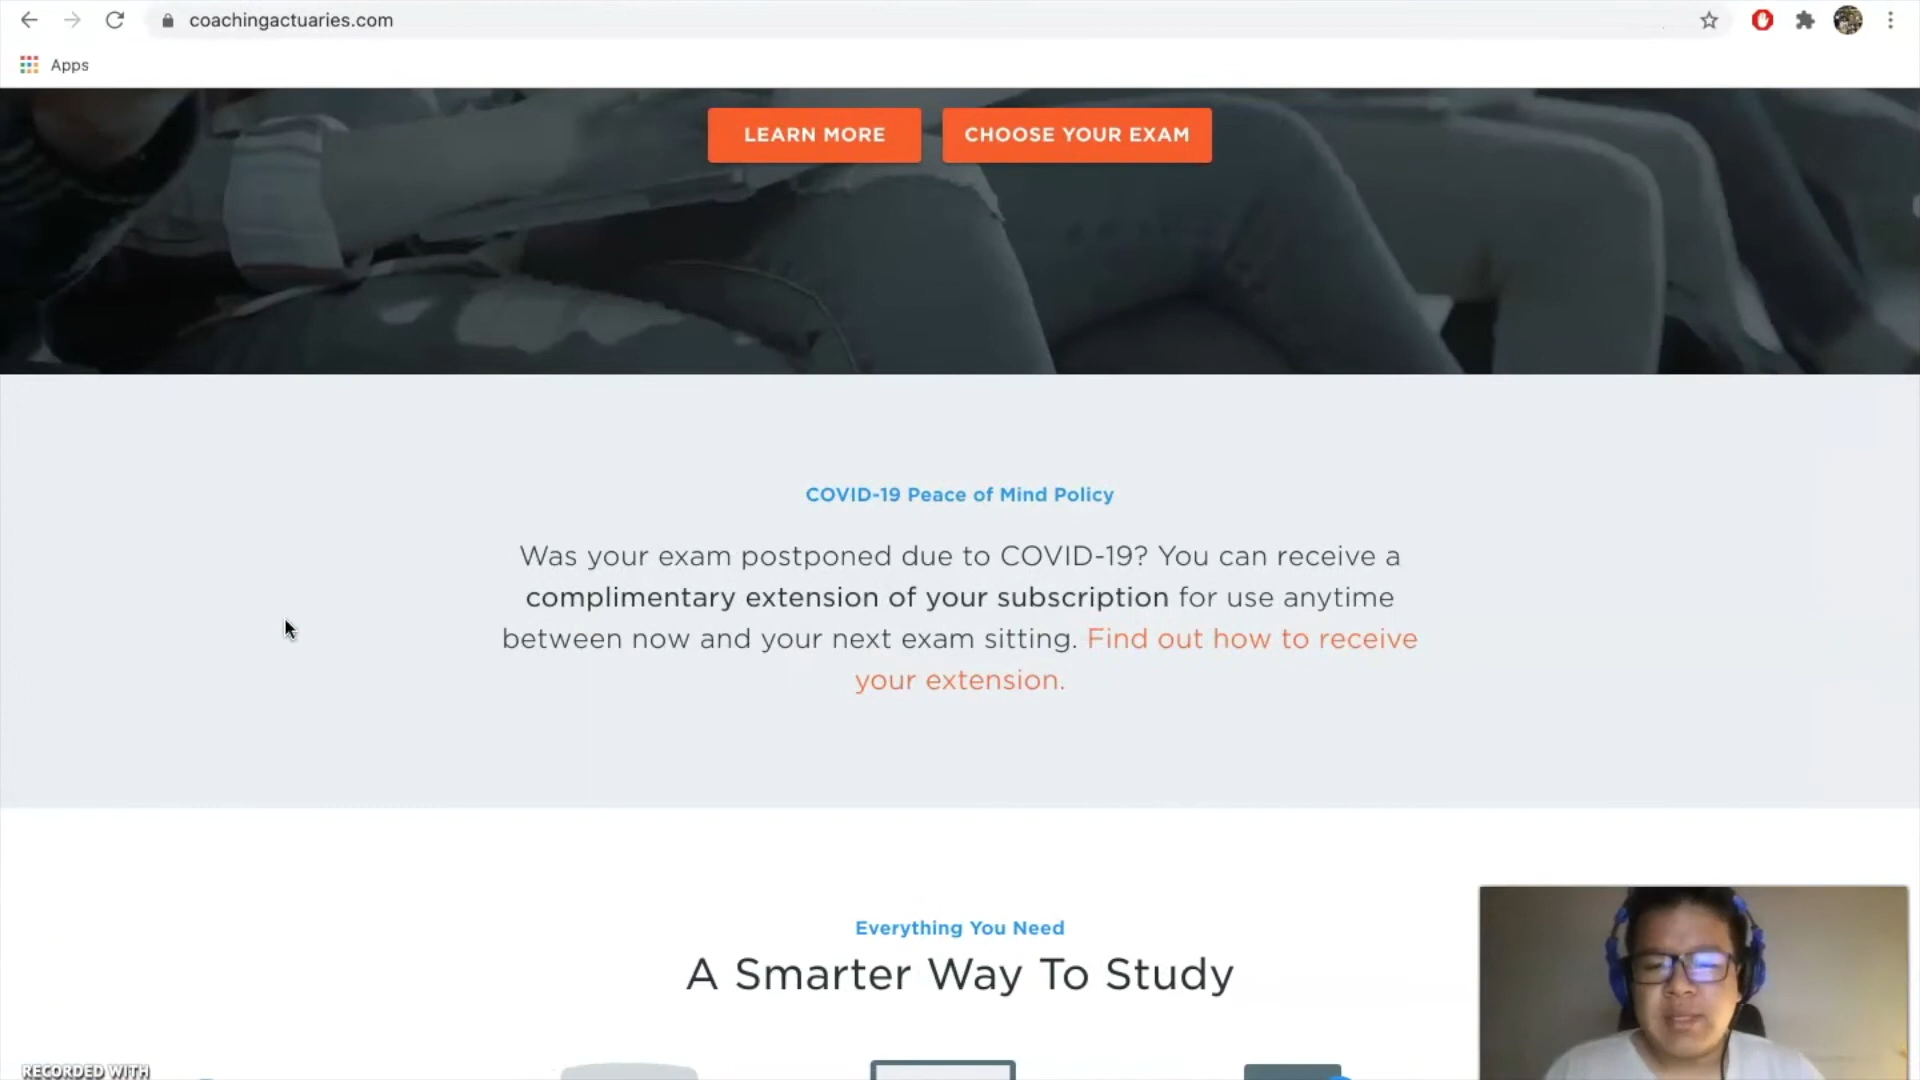 coachingactuaries.com
Apps
LEARN MORE
CHOOSE YOUR EXAM
COVID-19 Peace of Mind Policy
Was your exam postponed due to COVID-19? You can receive a
complimentary extension of your subscription for use anytime
between now and your next exam sitting. Find out how to receive
your extension.
Everything You Need
A Smarter Way To Study
RECORDED WITH